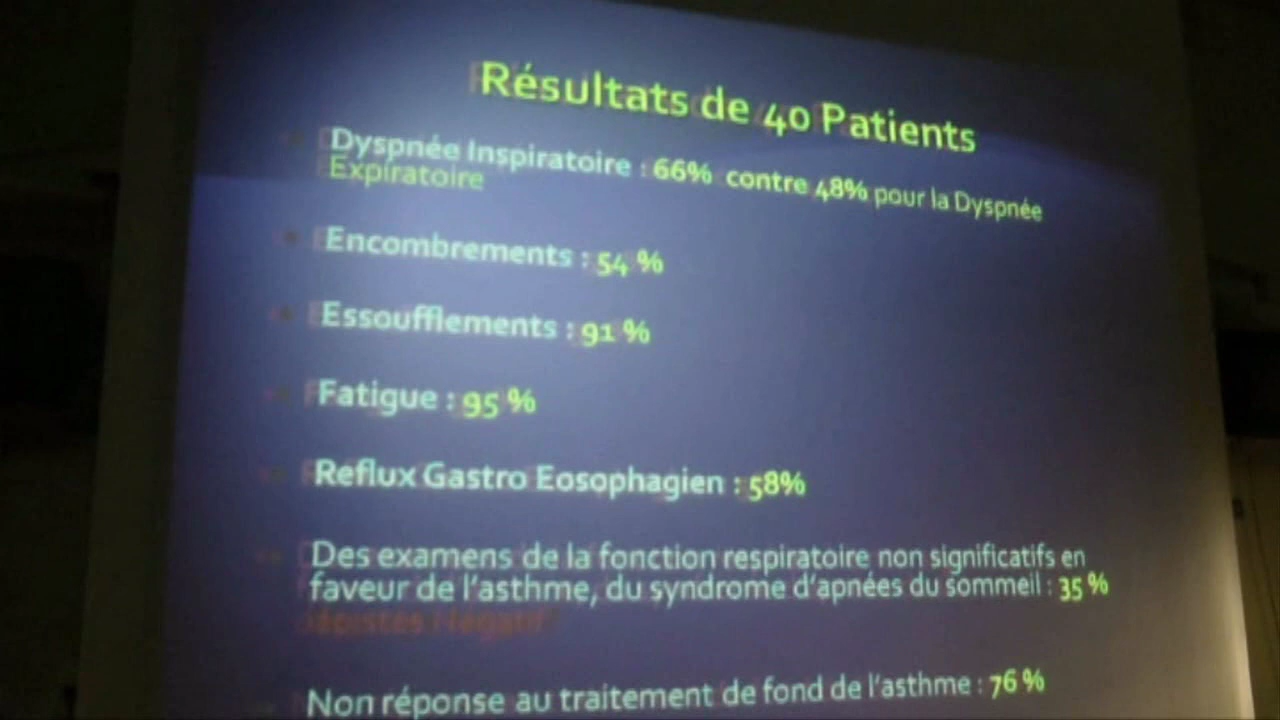 Résultats de 40 Patients
Dyspnée Inspiratoire : 66% contre 48% pour la Dyspnée
Expiratoire
Encombrements : 54 %
Essoufflements : 91 %
Fatigue : 95 %
Reflux Gastro Eosophagien : 58%
Des examens de la fonction respiratoire non significatifs en
faveur de l'asthme, du syndrome d'apnées du sommeil : 35 %
Non réponse au traitement de fond de l'asthme : 76 %